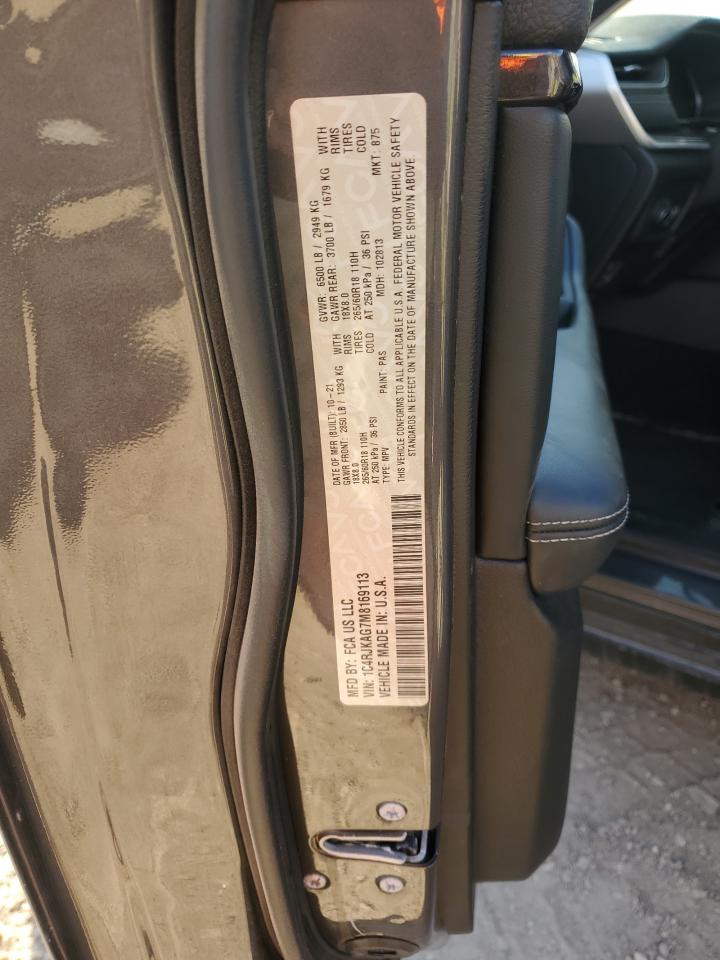 MFD BY: FCA US LLC
VIN: 1C4RJKAG7M8169113
VEHICLE MADE IN: U.S.A.
DATE OF MFR (BUILT): 10-21
GAWR FRONT: 2850 LB / 1293 KG WITH
18X8.0 RIMS
265/60R18 110H TIRES
AT 250 kPa / 36 PSI COLD
TYPE: MPV PAINT: PAS
GVWR: 6500 LB / 2949 KG
GAWR REAR: 3700 LB / 1679 KG WITH
18X8.0 RIMS
265/60R18 110H TIRES
AT 250 kPa / 36 PSI COLD
MDH: 102813 MKT: 875
THIS VEHICLE CONFORMS TO ALL APPLICABLE U.S.A. FEDERAL MOTOR VEHICLE SAFETY
STANDARDS IN EFFECT ON THE DATE OF MANUFACTURE SHOWN ABOVE.